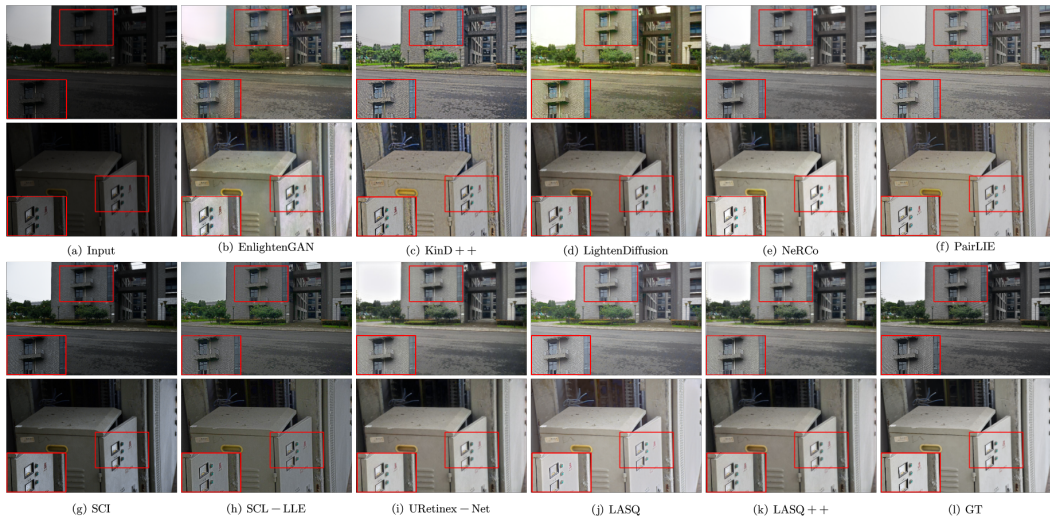 (a) Input
(b) EnlightenGAN
(c) KinD++
(d) LightenDiffusion
(e) NeRCo
(f) PairLIE
(g) SCI
(h) SCL−LLE
(i) URetinex−Net
(j) LASQ
(k) LASQ++
(l) GT